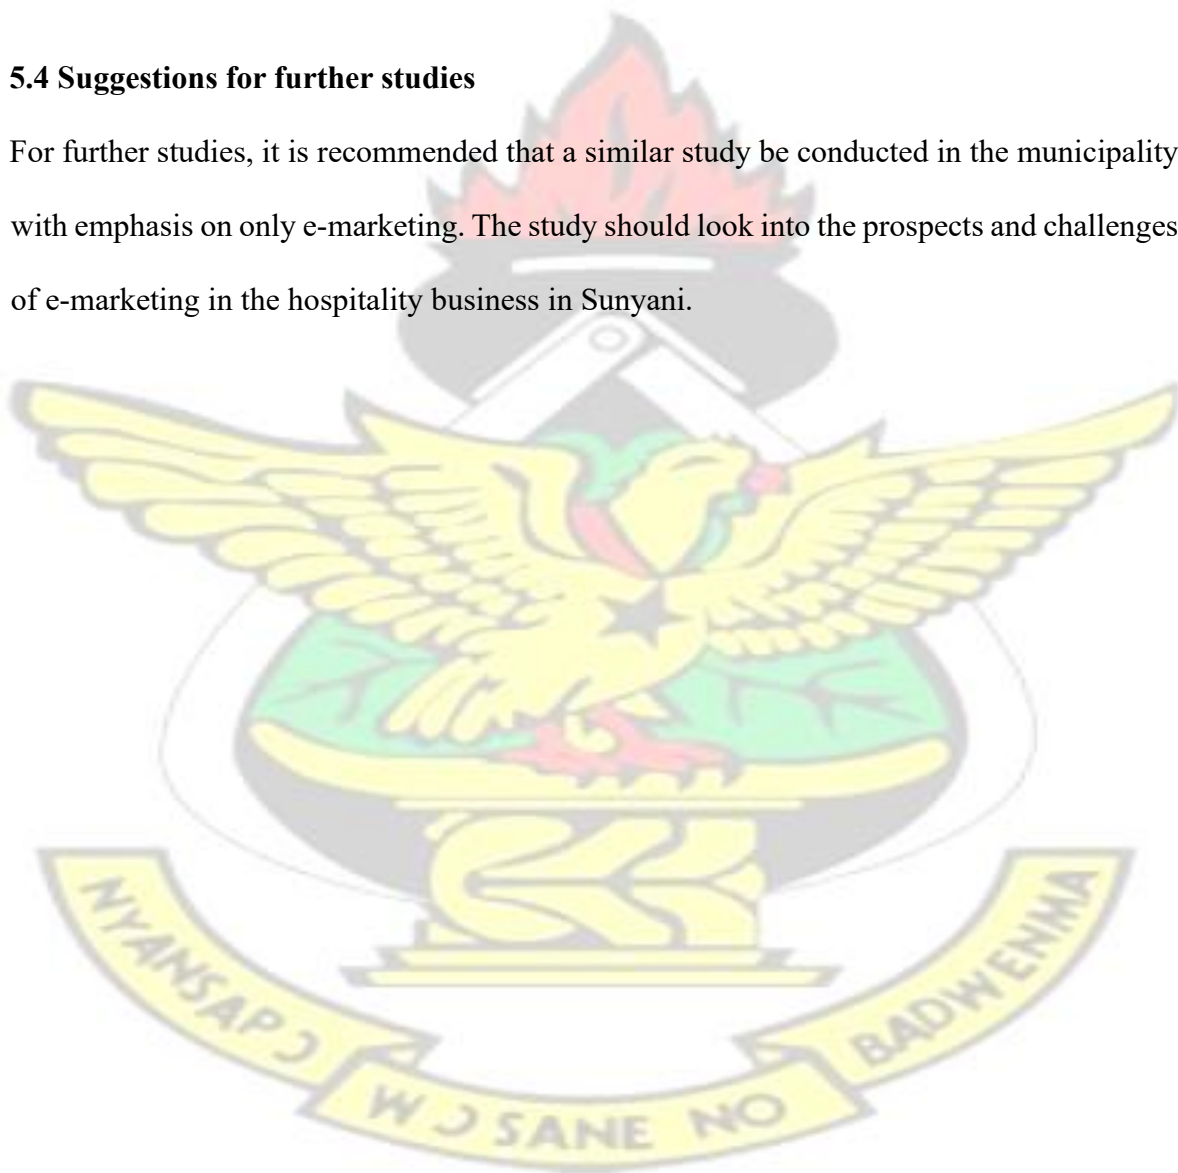 5.4 Suggestions for further studies
For further studies, it is recommended that a similar study be conducted in the municipality
with emphasis on only e-marketing. The study should look into the prospects and challenges
of e-marketing in the hospitality business in Sunyani.
NYANSAPƆ
WƆSANE NO
BADWENMA